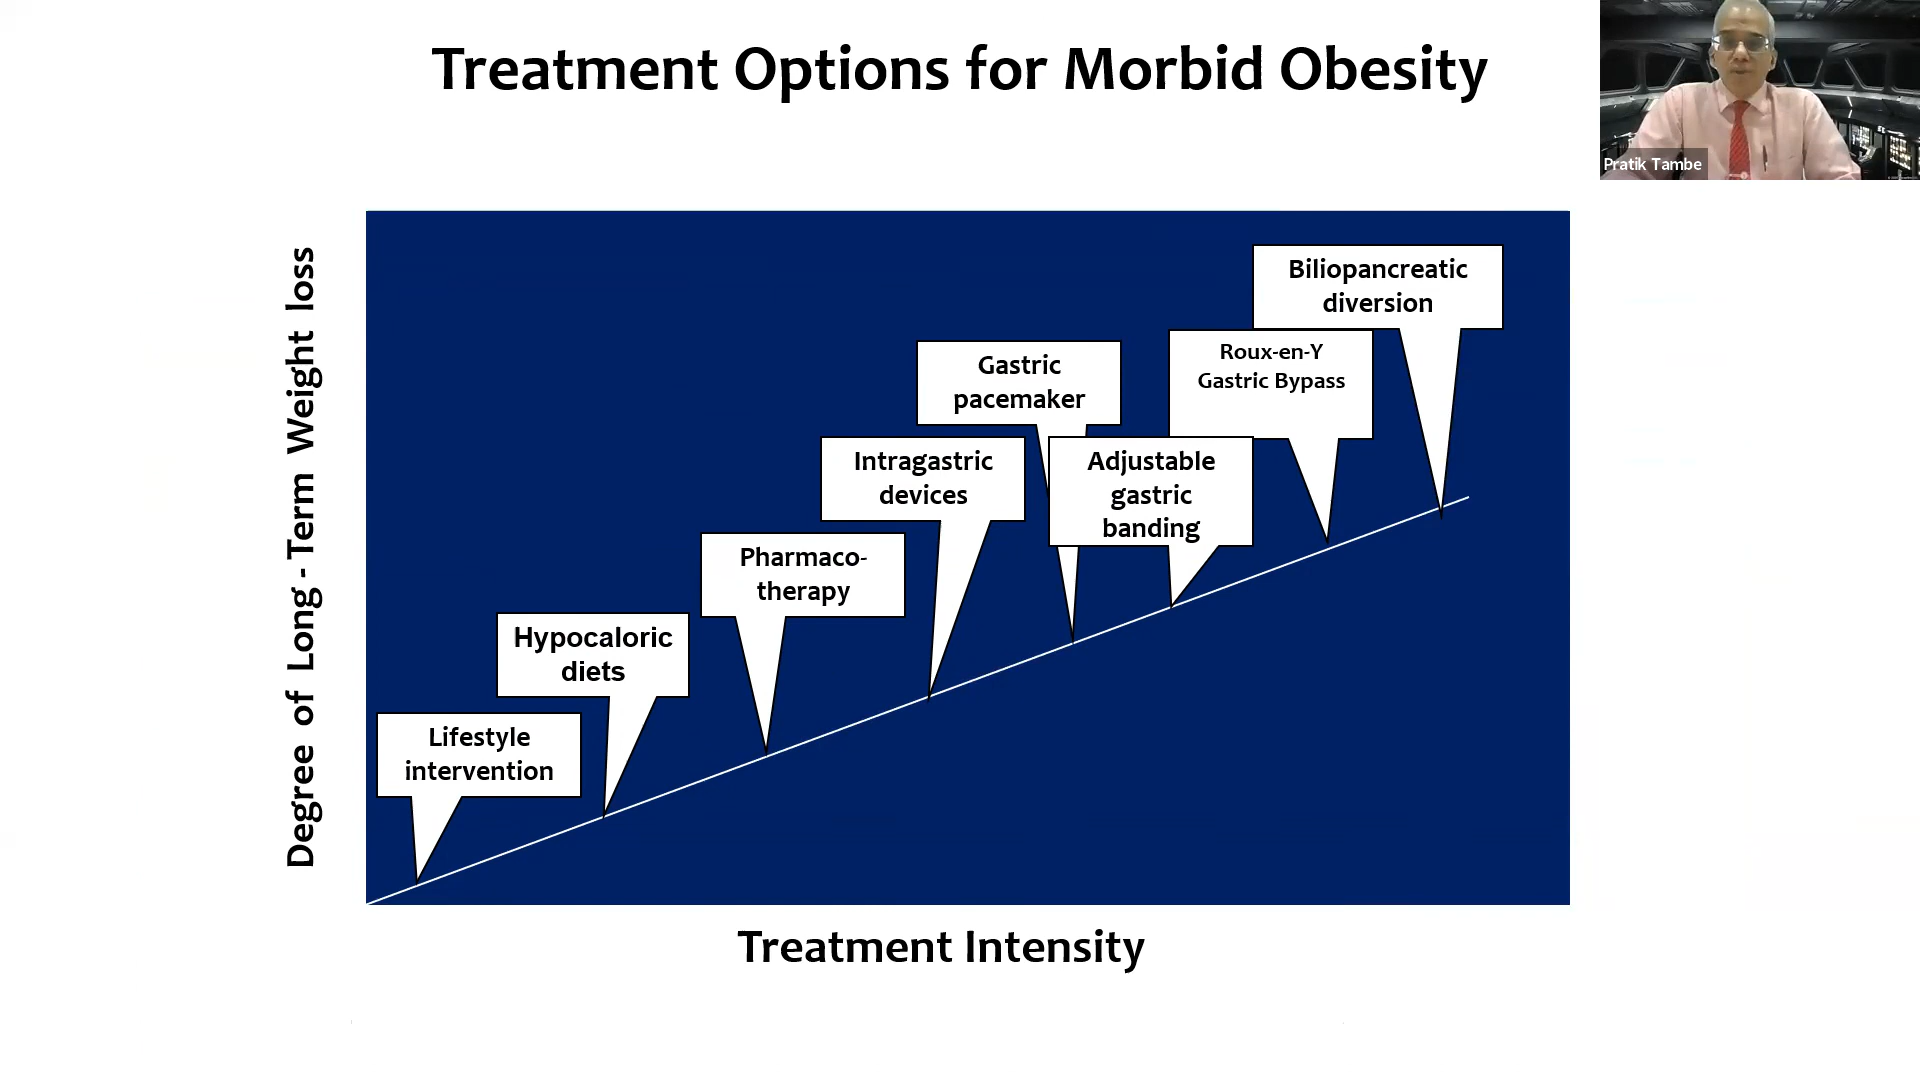 Treatment Options for Morbid Obesity
Pratik Tambe
Degree of Long - Term Weight loss
Biliopancreatic
diversion
Roux-en-Y
Gastric Bypass
Gastric
pacemaker
Adjustable
gastric
banding
Intragastric
devices
Pharmaco-
therapy
Hypocaloric
diets
Lifestyle
intervention
Treatment Intensity